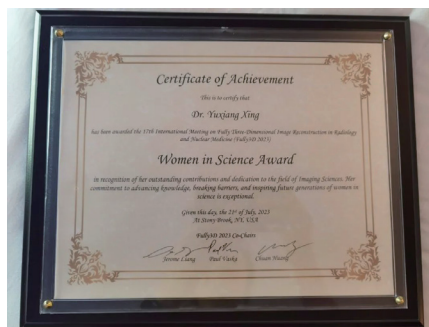 Certificate of Achievement
This is to certify that
Dr. Yuxiang Xing
has been awarded the 17th International Meeting on Fully Three-Dimensional Image Reconstruction in Radiology
and Nuclear Medicine (Fully3D 2023)
Women in Science Award
in recognition of her outstanding contributions and dedication to the field of Imaging Sciences. Her
commitment to advancing knowledge, breaking barriers, and inspiring future generations of women in
science is exceptional.
Given this day, the 21st of July, 2023
At Stony Brook, NY, USA
Fully3D 2023 Co-Chairs
Jerome Liang Paul Vaska Chuan Huang